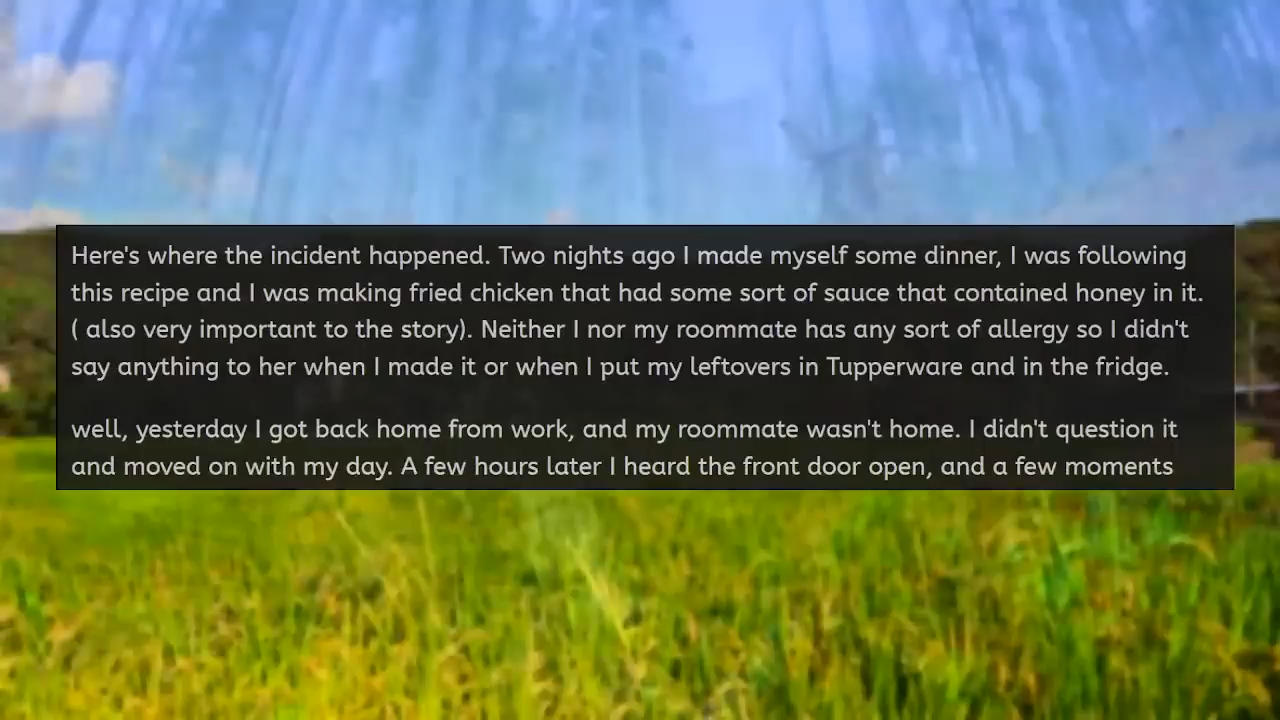 Here's where the incident happened. Two nights ago I made myself some dinner, I was following
this recipe and I was making fried chicken that had some sort of sauce that contained honey in it.
( also very important to the story). Neither I nor my roommate has any sort of allergy so I didn't
say anything to her when I made it or when I put my leftovers in Tupperware and in the fridge.
well, yesterday I got back home from work, and my roommate wasn't home. I didn't question it
and moved on with my day. A few hours later I heard the front door open, and a few moments